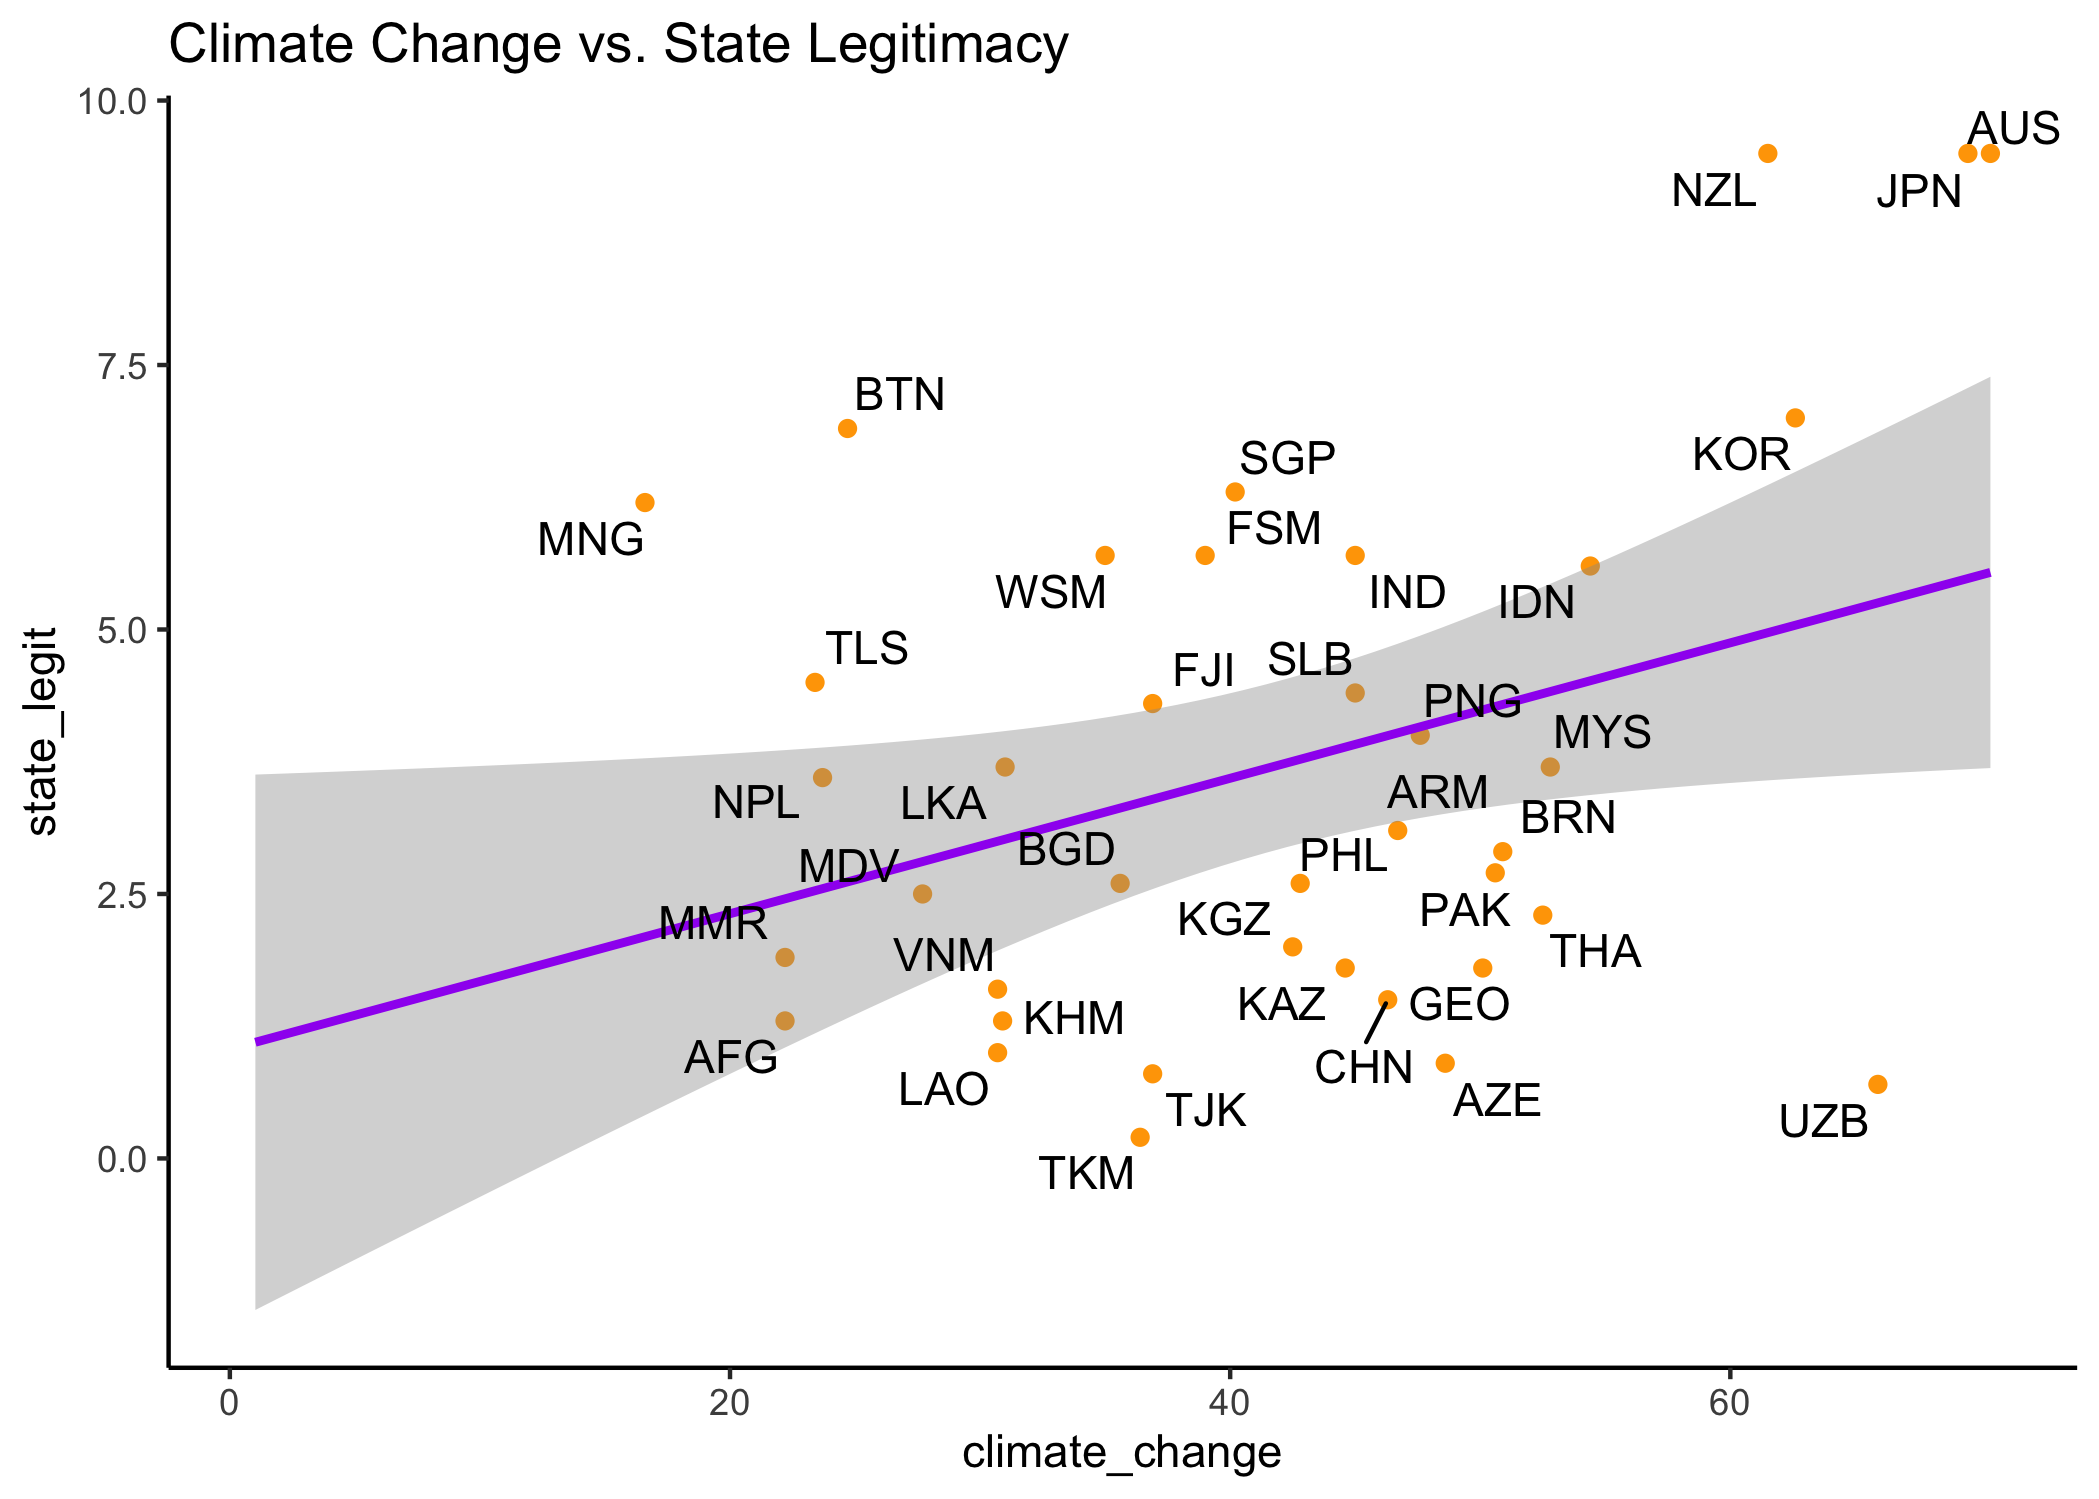 Climate Change vs. State Legitimacy
10.0
AUS
NZL
JPN
7.5
BTN
KOR
SGP
MNG
FSM
WSM
IND
IDN
5.0
TLS
FJI
SLB
PNG
MYS
NPL
LKA
ARM
BRN
BGD
PHL
MDV
2.5
MMR
KGZ
PAK
VNM
THA
KAZ
GEO
KHM
AFG
CHN
LAO
AZE
TJK
UZB
0.0
TKM
state_legit
0 20 40 60
climate_change